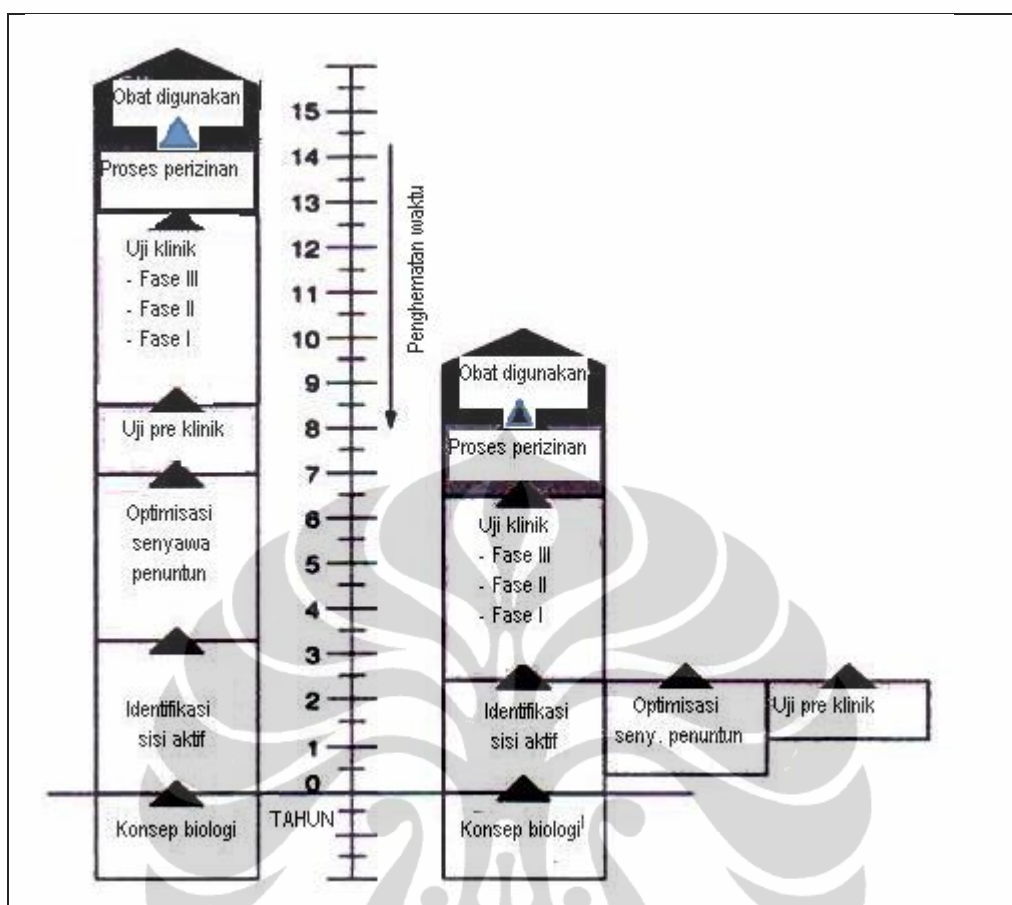 Obat digunakan
Proses perizinan
Uji klinik
- Fase III
- Fase II
- Fase I
Uji pre klinik
Optimisasi
senyawa
penuntun
Identifikasi
sisi aktif
Konsep biologi
15
14
13
12
11
10
9
8
7
6
5
4
3
2
1
0
TAHUN
Penghematan waktu
Obat digunakan
Proses perizinan
Uji klinik
- Fase III
- Fase II
- Fase I
Identifikasi
sisi aktif
Konsep biologi
Optimisasi
seny. penuntun
Uji pre klinik